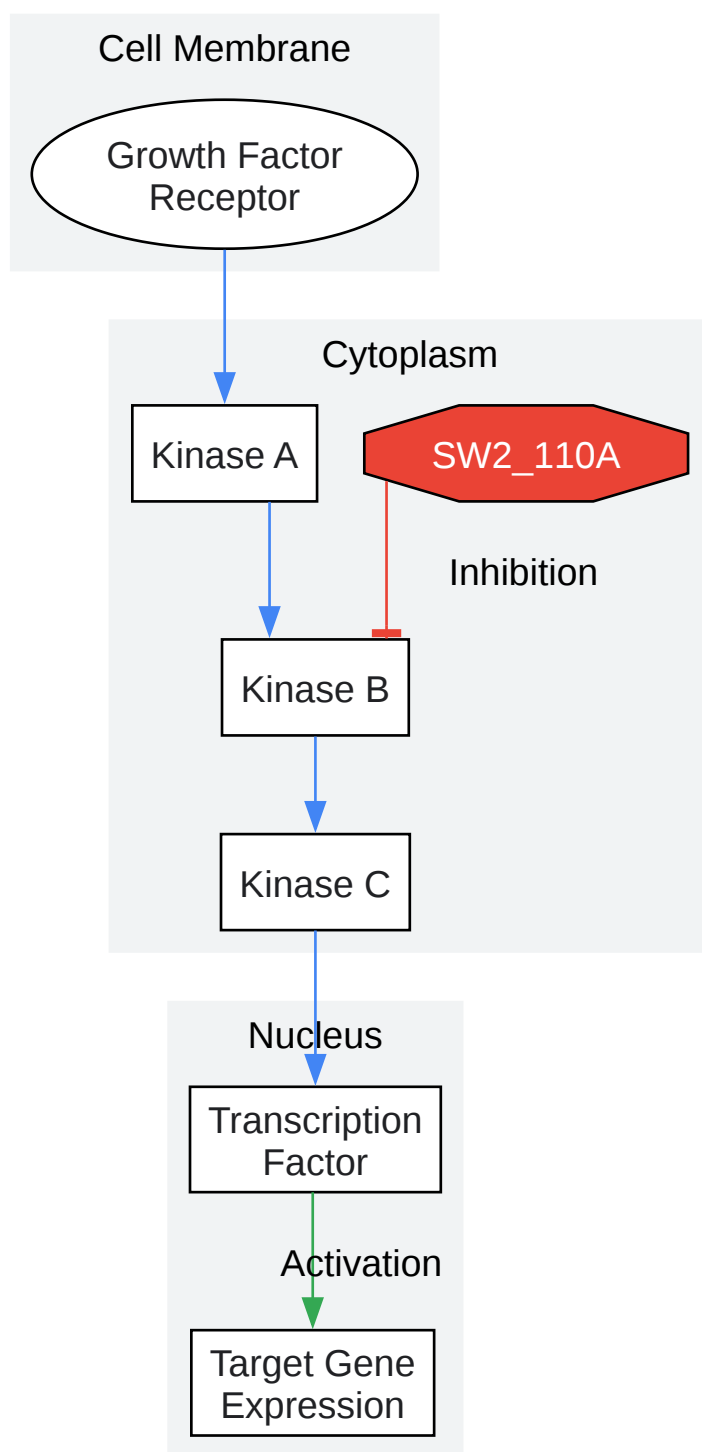 Cell Membrane
Growth Factor
Receptor
Cytoplasm
Kinase A
SW2_110A
Inhibition
Kinase B
Kinase C
Nucleus
Transcription
Factor
Activation
Target Gene
Expression